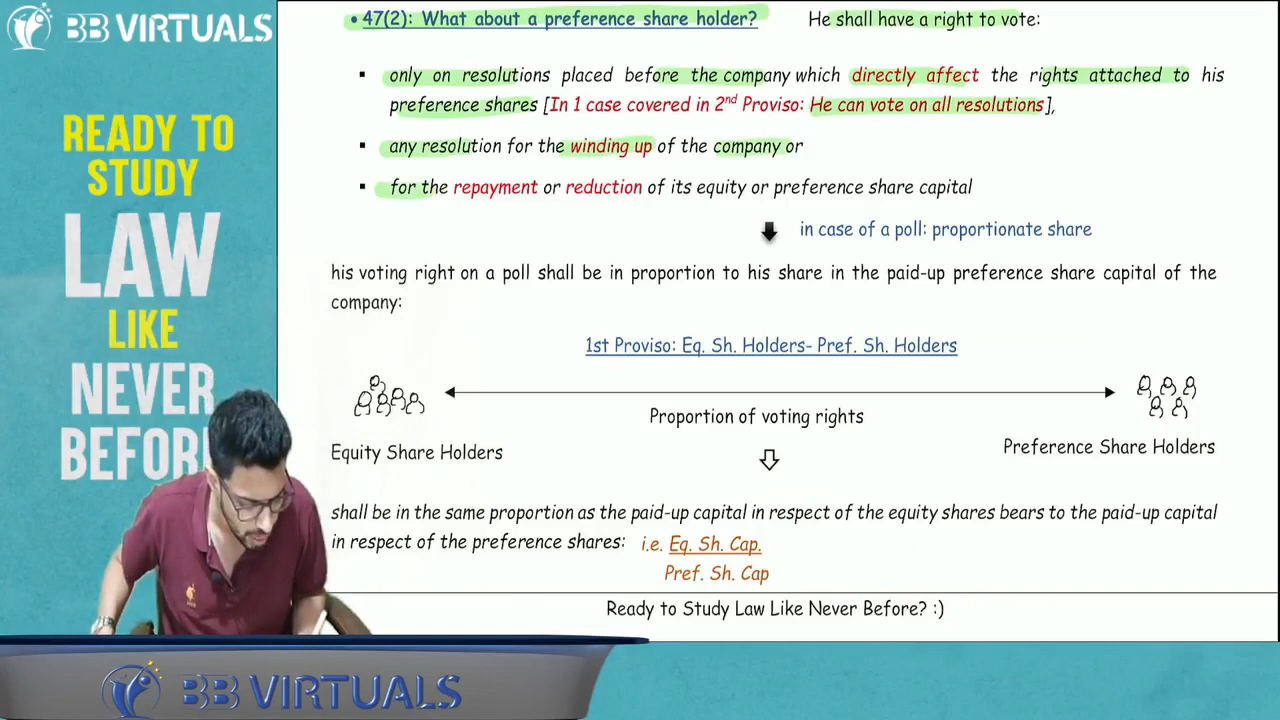 BB VIRTUALS
READY TO
STUDY
LAW
LIKE
NEVER
BEFOR
• 47(2): What about a preference share holder? He shall have a right to vote:
▪ only on resolutions placed before the company which directly affect the rights attached to his
preference shares [In 1 case covered in 2nd Proviso: He can vote on all resolutions],
▪ any resolution for the winding up of the company or
▪ for the repayment or reduction of its equity or preference share capital
in case of a poll: proportionate share
his voting right on a poll shall be in proportion to his share in the paid-up preference share capital of the
company:
1st Proviso: Eq. Sh. Holders- Pref. Sh. Holders
Proportion of voting rights
Equity Share Holders
Preference Share Holders
shall be in the same proportion as the paid-up capital in respect of the equity shares bears to the paid-up capital
in respect of the preference shares: i.e. Eq. Sh. Cap.
Pref. Sh. Cap
Ready to Study Law Like Never Before? :)
BB VIRTUALS